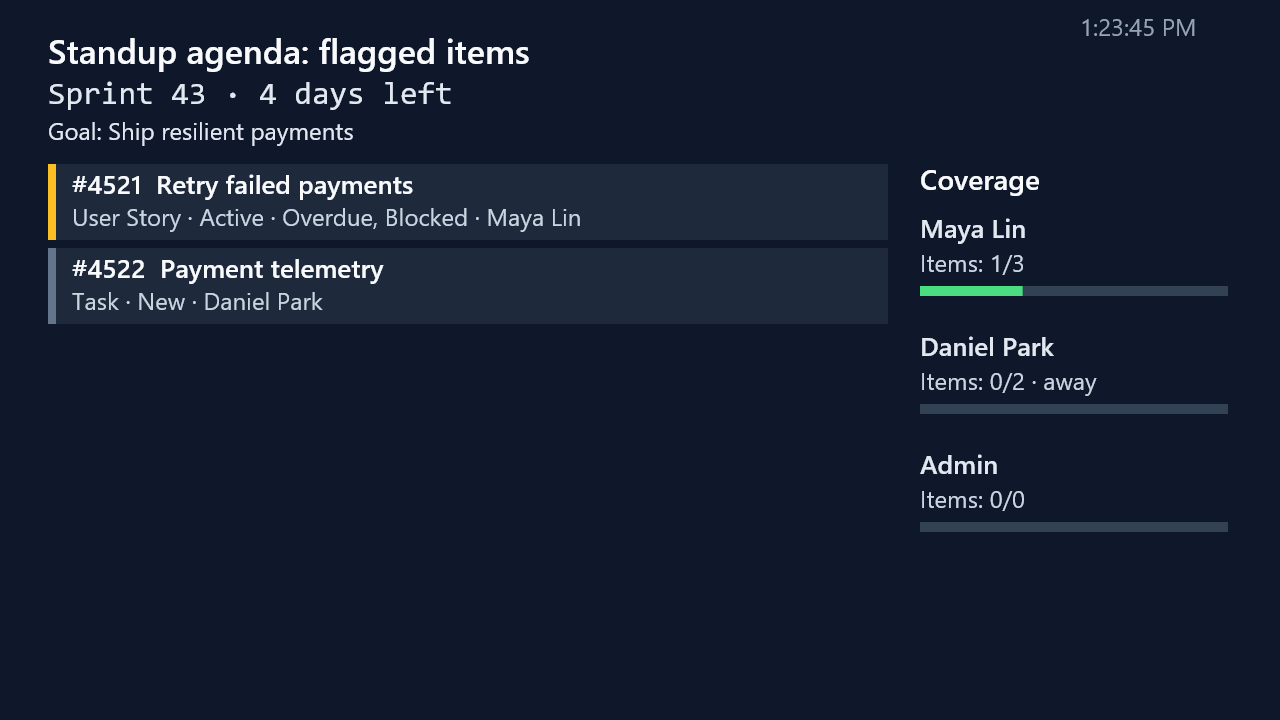 1:23:45 PM
Standup agenda: flagged items
Sprint 43 · 4 days left
Goal: Ship resilient payments
#4521 Retry failed payments
User Story · Active · Overdue, Blocked · Maya Lin
#4522 Payment telemetry
Task · New · Daniel Park
Coverage
Maya Lin
Items: 1/3
Daniel Park
Items: 0/2 · away
Admin
Items: 0/0